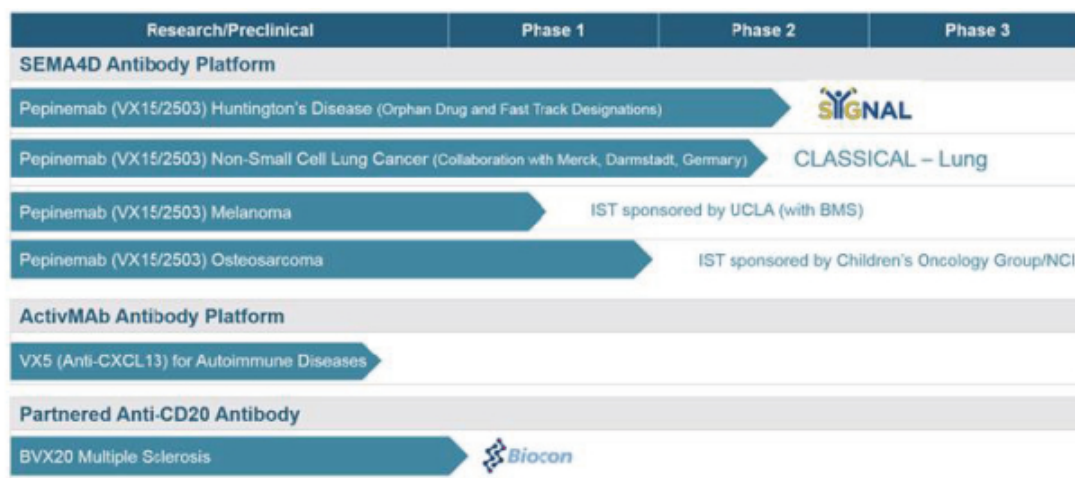 Research/Preclinical Phase 1 Phase 2 Phase 3
SEMA4D Antibody Platform
Pepinemab (VX15/2503) Huntington's Disease (Orphan Drug and Fast Track Designations) SIGNAL
Pepinemab (VX15/2503) Non-Small Cell Lung Cancer (Collaboration with Merck, Darmstadt, Germany) CLASSICAL – Lung
Pepinemab (VX15/2503) Melanoma IST sponsored by UCLA (with BMS)
Pepinemab (VX15/2503) Osteosarcoma IST sponsored by Children's Oncology Group/NCI
ActivMAb Antibody Platform
VX5 (Anti-CXCL13) for Autoimmune Diseases
Partnered Anti-CD20 Antibody
BVX20 Multiple Sclerosis Biocon